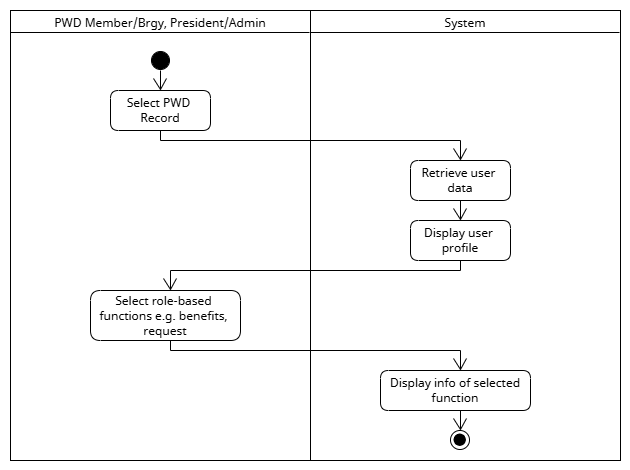 PWD Member/Brgy, President/Admin
System
Select PWD
Record
Retrieve user
data
Display user
profile
Select role-based
functions e.g. benefits,
request
Display info of selected
function